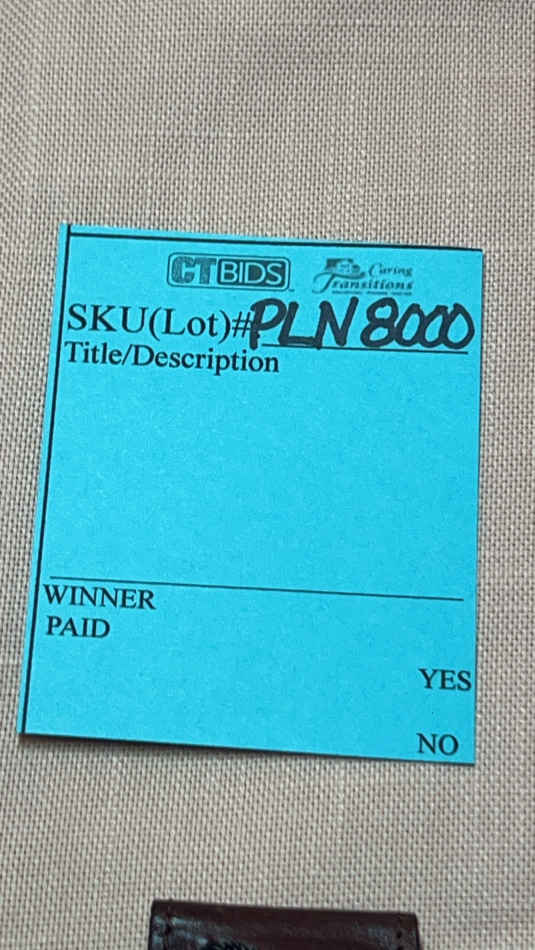 CTBIDS Caring Transitions
SKU(Lot)# PLN 8000
Title/Description
WINNER
PAID
YES
NO